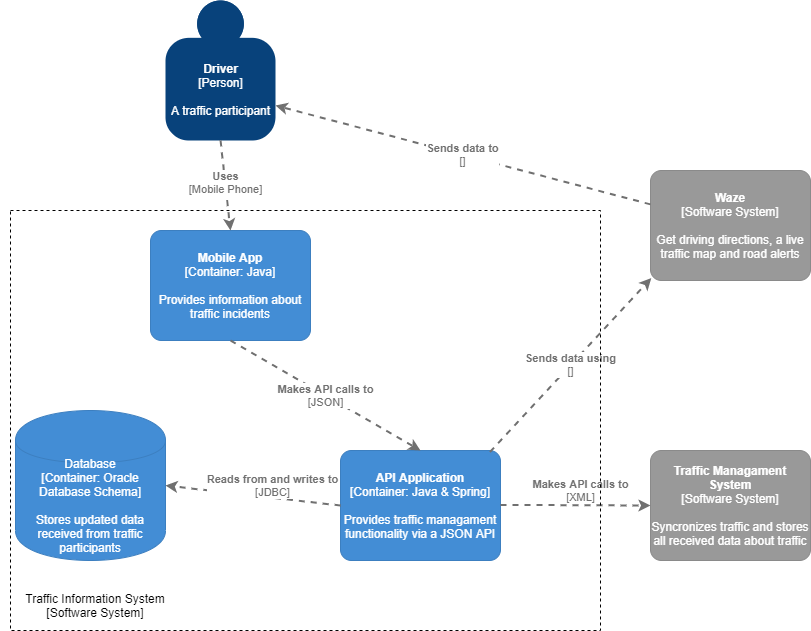 Driver
[Person]
A traffic participant
Sends data to
[]
Uses
[Mobile Phone]
Waze
[Software System]
Get driving directions, a live
traffic map and road alerts
Mobile App
[Container: Java]
Provides information about
traffic incidents
Sends data using
[]
Makes API calls to
[JSON]
Database
[Container: Oracle
Database Schema]
Stores updated data
received from traffic
participants
Reads from and writes to
[JDBC]
API Application
[Container: Java & Spring]
Provides traffic managament
functionality via a JSON API
Makes API calls to
[XML]
Traffic Managament
System
[Software System]
Syncronizes traffic and stores
all received data about traffic
Traffic Information System
[Software System]